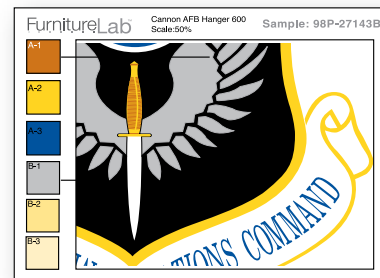 FurnitureLab
Cannon AFB Hanger 600
Scale:50%
Sample: 98P-27143B
A-1
A-2
A-3
B-1
B-2
B-3
TIONS COMMAND